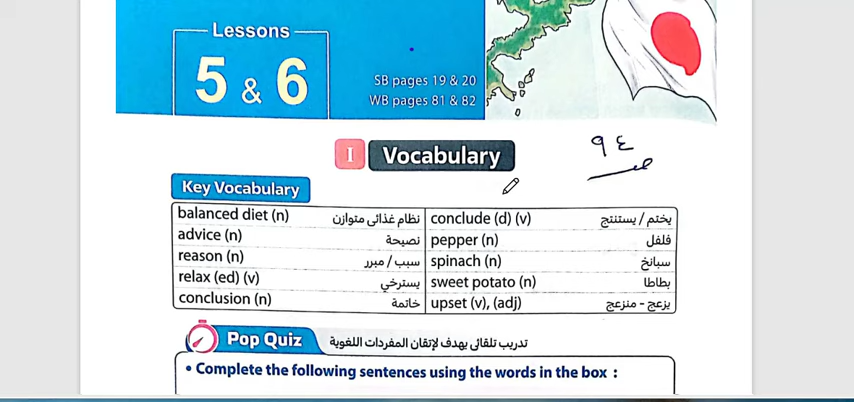 Lessons
5 & 6
SB pages 19 & 20
WB pages 81 & 82
I Vocabulary
٩٤
Key Vocabulary
balanced diet (n) نظام غذائى متوازن conclude (d) (v) يختم / يستنتج
advice (n) نصيحة pepper (n) فلفل
reason (n) سبب / مبرر spinach (n) سبانخ
relax (ed) (v) يسترخي sweet potato (n) بطاطا
conclusion (n) خاتمة upset (v), (adj) يزعج - منزعج
Pop Quiz تدريب تلقائى بهدف لإتقان المفردات اللغوية
• Complete the following sentences using the words in the box :